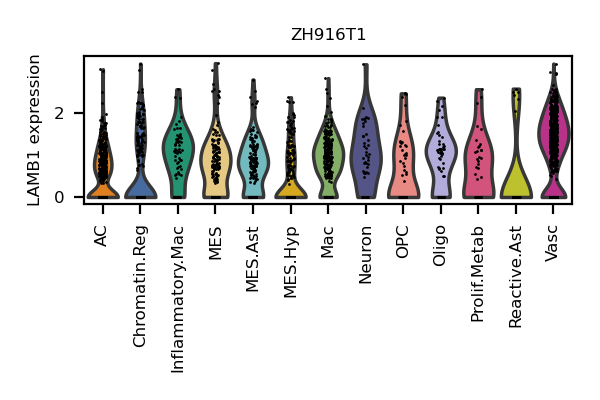 ZH916T1
LAMB1 expression
2
0
AC
Chromatin.Reg
Inflammatory.Mac
MES
MES.Ast
MES.Hyp
Mac
Neuron
OPC
Oligo
Prolif.Metab
Reactive.Ast
Vasc